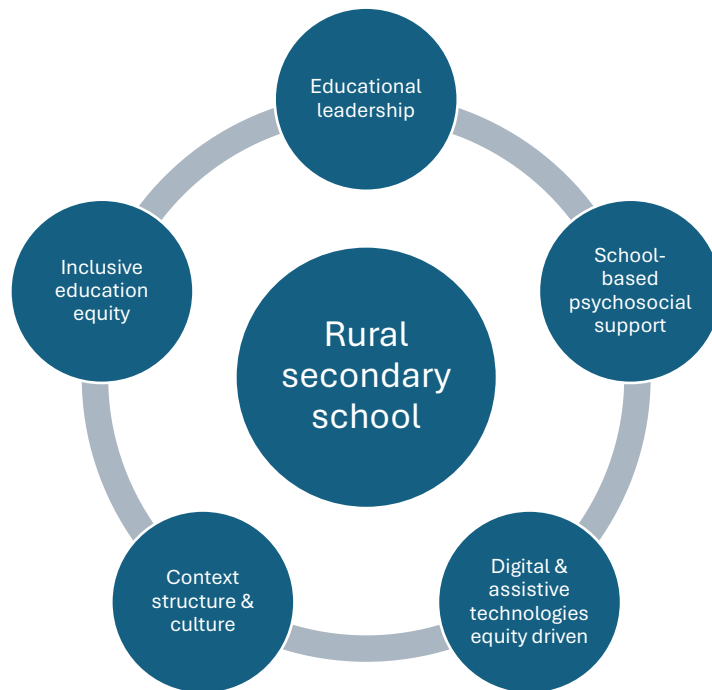 Educational
leadership
School-
based
psychosocial
support
Digital &
assistive
technologies
equity driven
Context
structure &
culture
Inclusive
education
equity
Rural
secondary
school